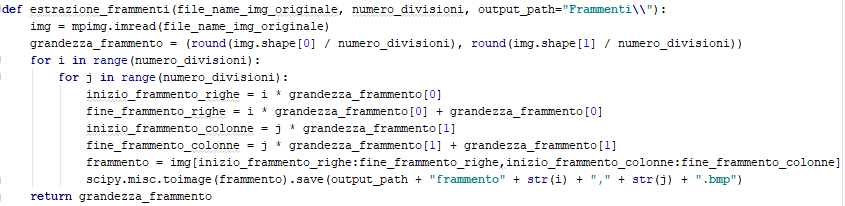 def estrazione_frammenti(file_name_img_originale, numero_divisioni, output_path="Frammenti\\"):
    img = mpimg.imread(file_name_img_originale)
    grandezza_frammento = (round(img.shape[0] / numero_divisioni), round(img.shape[1] / numero_divisioni))
    for i in range(numero_divisioni):
        for j in range(numero_divisioni):
            inizio_frammento_righe = i * grandezza_frammento[0]
            fine_frammento_righe = i * grandezza_frammento[0] + grandezza_frammento[0]
            inizio_frammento_colonne = j * grandezza_frammento[1]
            fine_frammento_colonne = j * grandezza_frammento[1] + grandezza_frammento[1]
            frammento = img[inizio_frammento_righe:fine_frammento_righe,inizio_frammento_colonne:fine_frammento_colonne]
            scipy.misc.toimage(frammento).save(output_path + "frammento" + str(i) + "," + str(j) + ".bmp")
    return grandezza_frammento